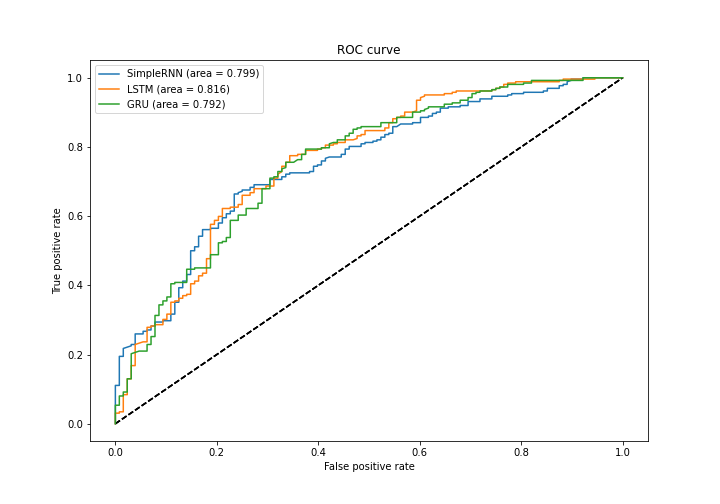 ROC curve
SimpleRNN (area = 0.799)
LSTM (area = 0.816)
GRU (area = 0.792)
True positive rate
1.0
0.8
0.6
0.4
0.2
0.0
0.0 0.2 0.4 0.6 0.8 1.0
False positive rate